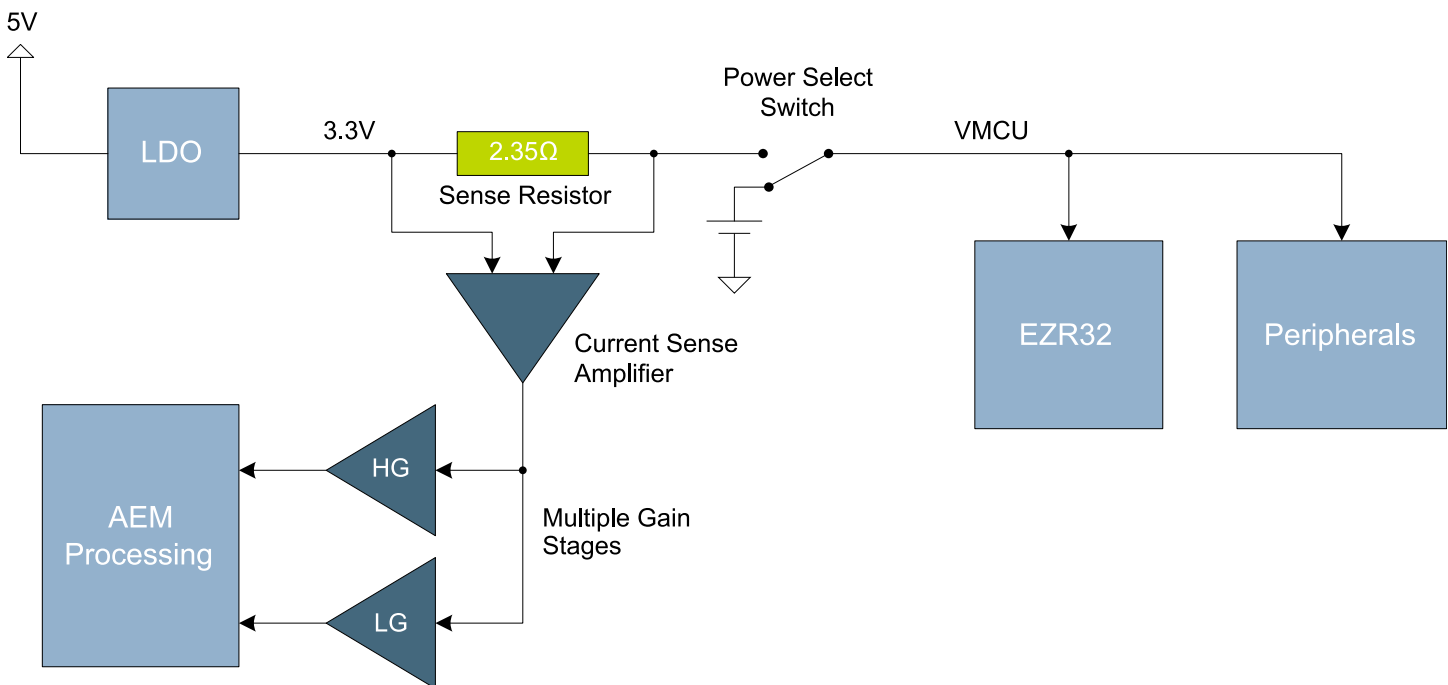 5V
LDO
3.3V
2.35Ω
Sense Resistor
Power Select
Switch
VMCU
EZR32
Peripherals
Current Sense
Amplifier
HG
AEM
Processing
Multiple Gain
Stages
LG